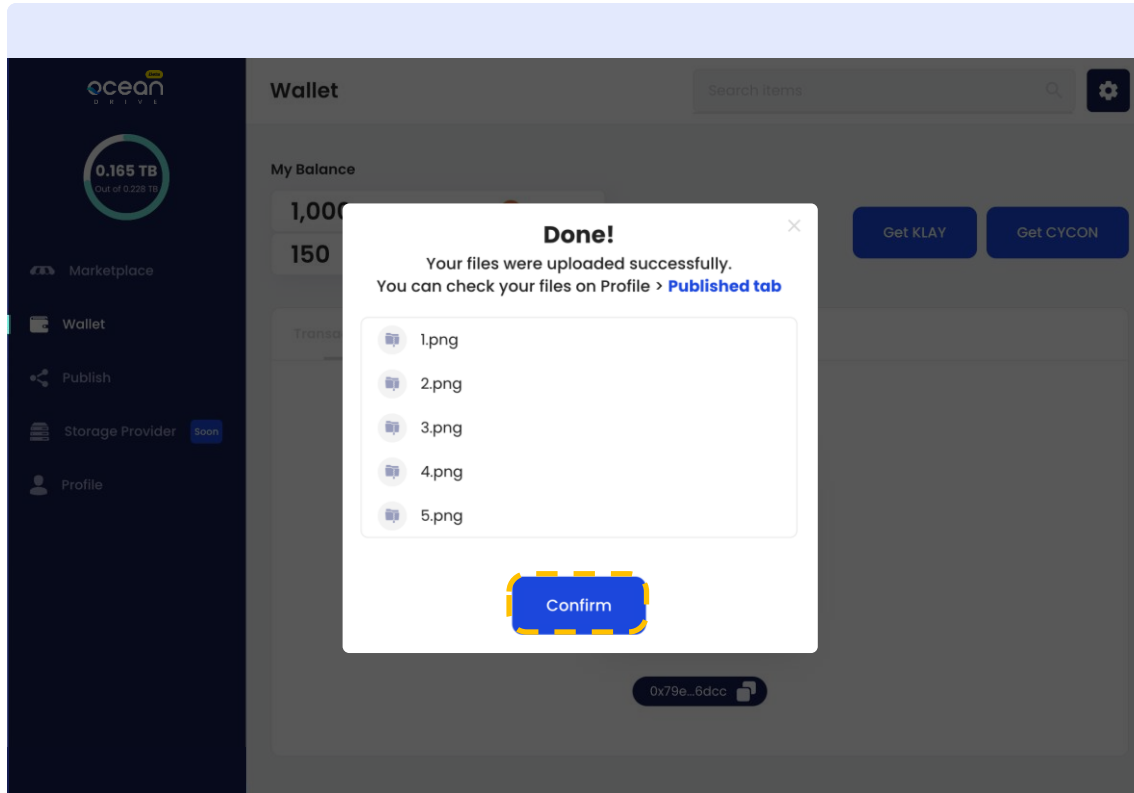 ocean
DRIVE
0.165 TB
Out of 0.228 TB
Marketplace
Wallet
Publish
Storage Provider Soon
Profile
Wallet
Search items
My Balance
150
Get KLAY
Get CYCON
Done!
Your files were uploaded successfully.
You can check your files on Profile > Published tab
1.png
2.png
3.png
4.png
5.png
Confirm
0x79e...6dcc